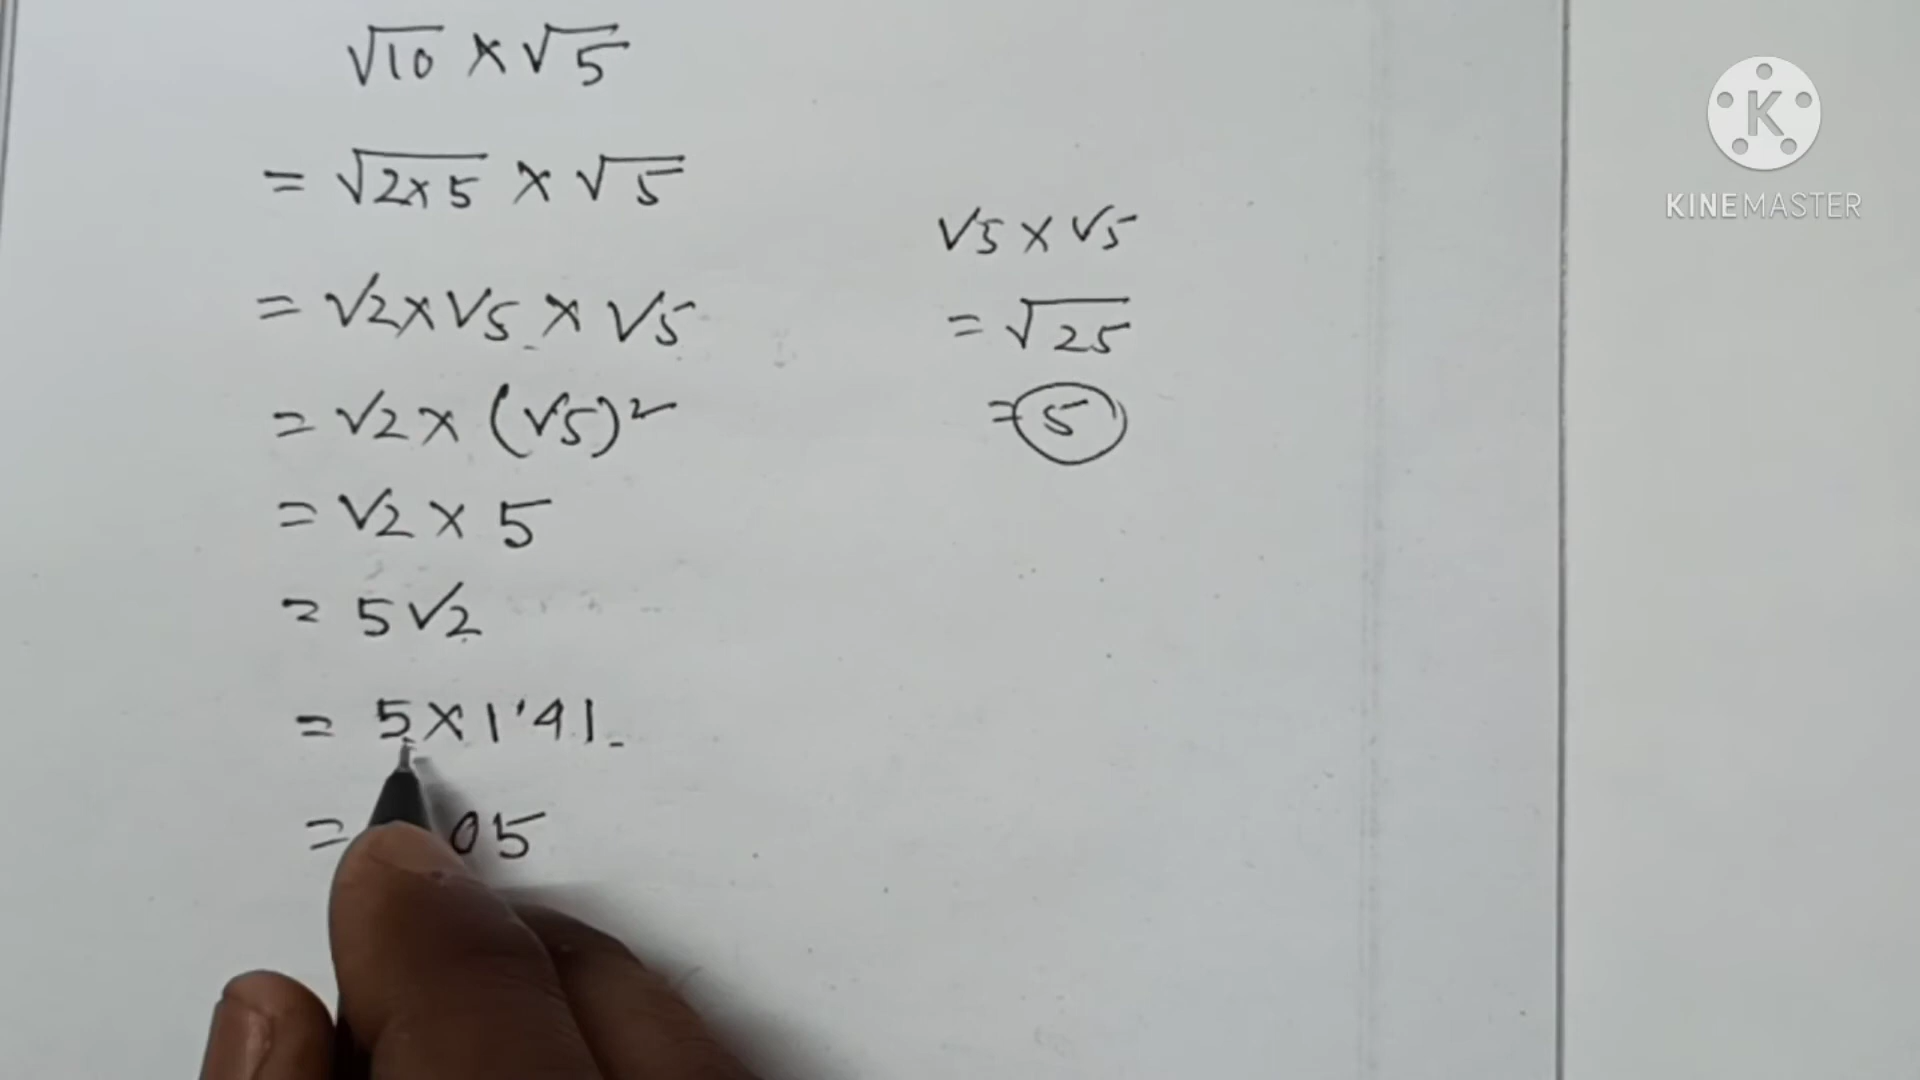 √10 × √5
= √2×5 × √5
= √2 × √5 × √5
= √2 × (√5)²
= √2 × 5
= 5√2
= 5×1·41
= 05
√5 × √5
= √25
= 5
K
KINEMASTER